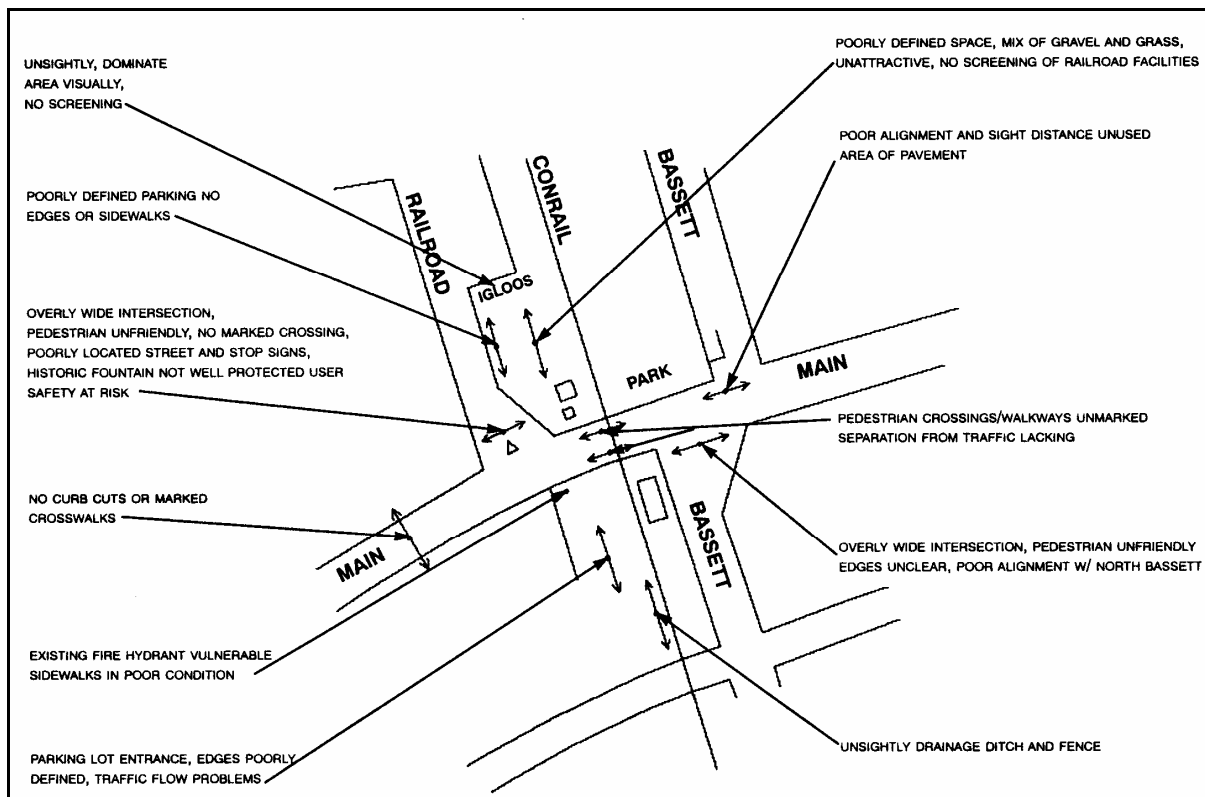 UNSIGHTLY, DOMINATE
AREA VISUALLY,
NO SCREENING
POORLY DEFINED SPACE, MIX OF GRAVEL AND GRASS,
UNATTRACTIVE, NO SCREENING OF RAILROAD FACILITIES
POOR ALIGNMENT AND SIGHT DISTANCE UNUSED
AREA OF PAVEMENT
POORLY DEFINED PARKING NO
EDGES OR SIDEWALKS
RAILROAD
CONRAIL
BASSETT
IGLOOS
OVERLY WIDE INTERSECTION,
PEDESTRIAN UNFRIENDLY, NO MARKED CROSSING,
POORLY LOCATED STREET AND STOP SIGNS,
HISTORIC FOUNTAIN NOT WELL PROTECTED USER
SAFETY AT RISK
PARK
MAIN
PEDESTRIAN CROSSINGS/WALKWAYS UNMARKED
SEPARATION FROM TRAFFIC LACKING
NO CURB CUTS OR MARKED
CROSSWALKS
MAIN
BASSETT
OVERLY WIDE INTERSECTION, PEDESTRIAN UNFRIENDLY
EDGES UNCLEAR, POOR ALIGNMENT W/ NORTH BASSETT
EXISTING FIRE HYDRANT VULNERABLE
SIDEWALKS IN POOR CONDITION
PARKING LOT ENTRANCE, EDGES POORLY
DEFINED, TRAFFIC FLOW PROBLEMS
UNSIGHTLY DRAINAGE DITCH AND FENCE